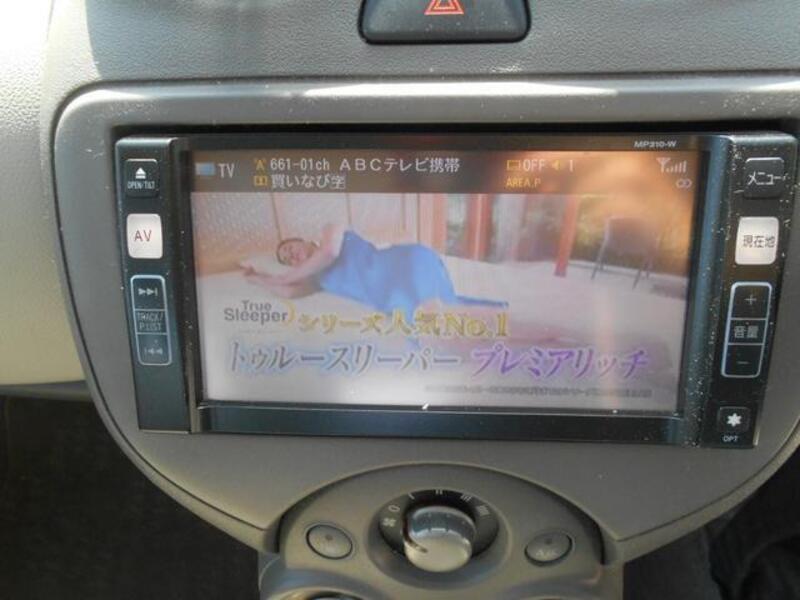 MP310-W
TV 661-01ch ABCテレビ携帯 OFF 1
買いなび字 AREA.P
OPEN/TILT
AV
TRACK/
P.LIST
メニュー
現在地
+
音量
-
OPT
True
Sleeper シリーズ人気No.1
トゥルースリーパー プレミアリッチ